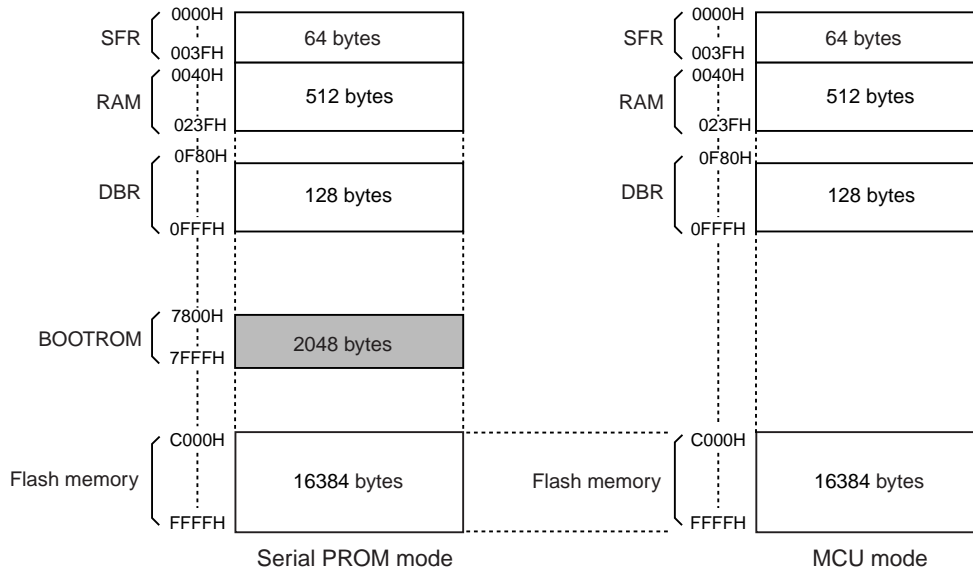 0000H
SFR
64 bytes
003FH
0040H
RAM
512 bytes
023FH
0F80H
DBR
128 bytes
0FFFH
7800H
BOOTROM
2048 bytes
7FFFH
C000H
Flash memory
16384 bytes
FFFFH
Serial PROM mode
0000H
SFR
64 bytes
003FH
0040H
RAM
512 bytes
023FH
0F80H
DBR
128 bytes
0FFFH
C000H
Flash memory
16384 bytes
FFFFH
MCU mode